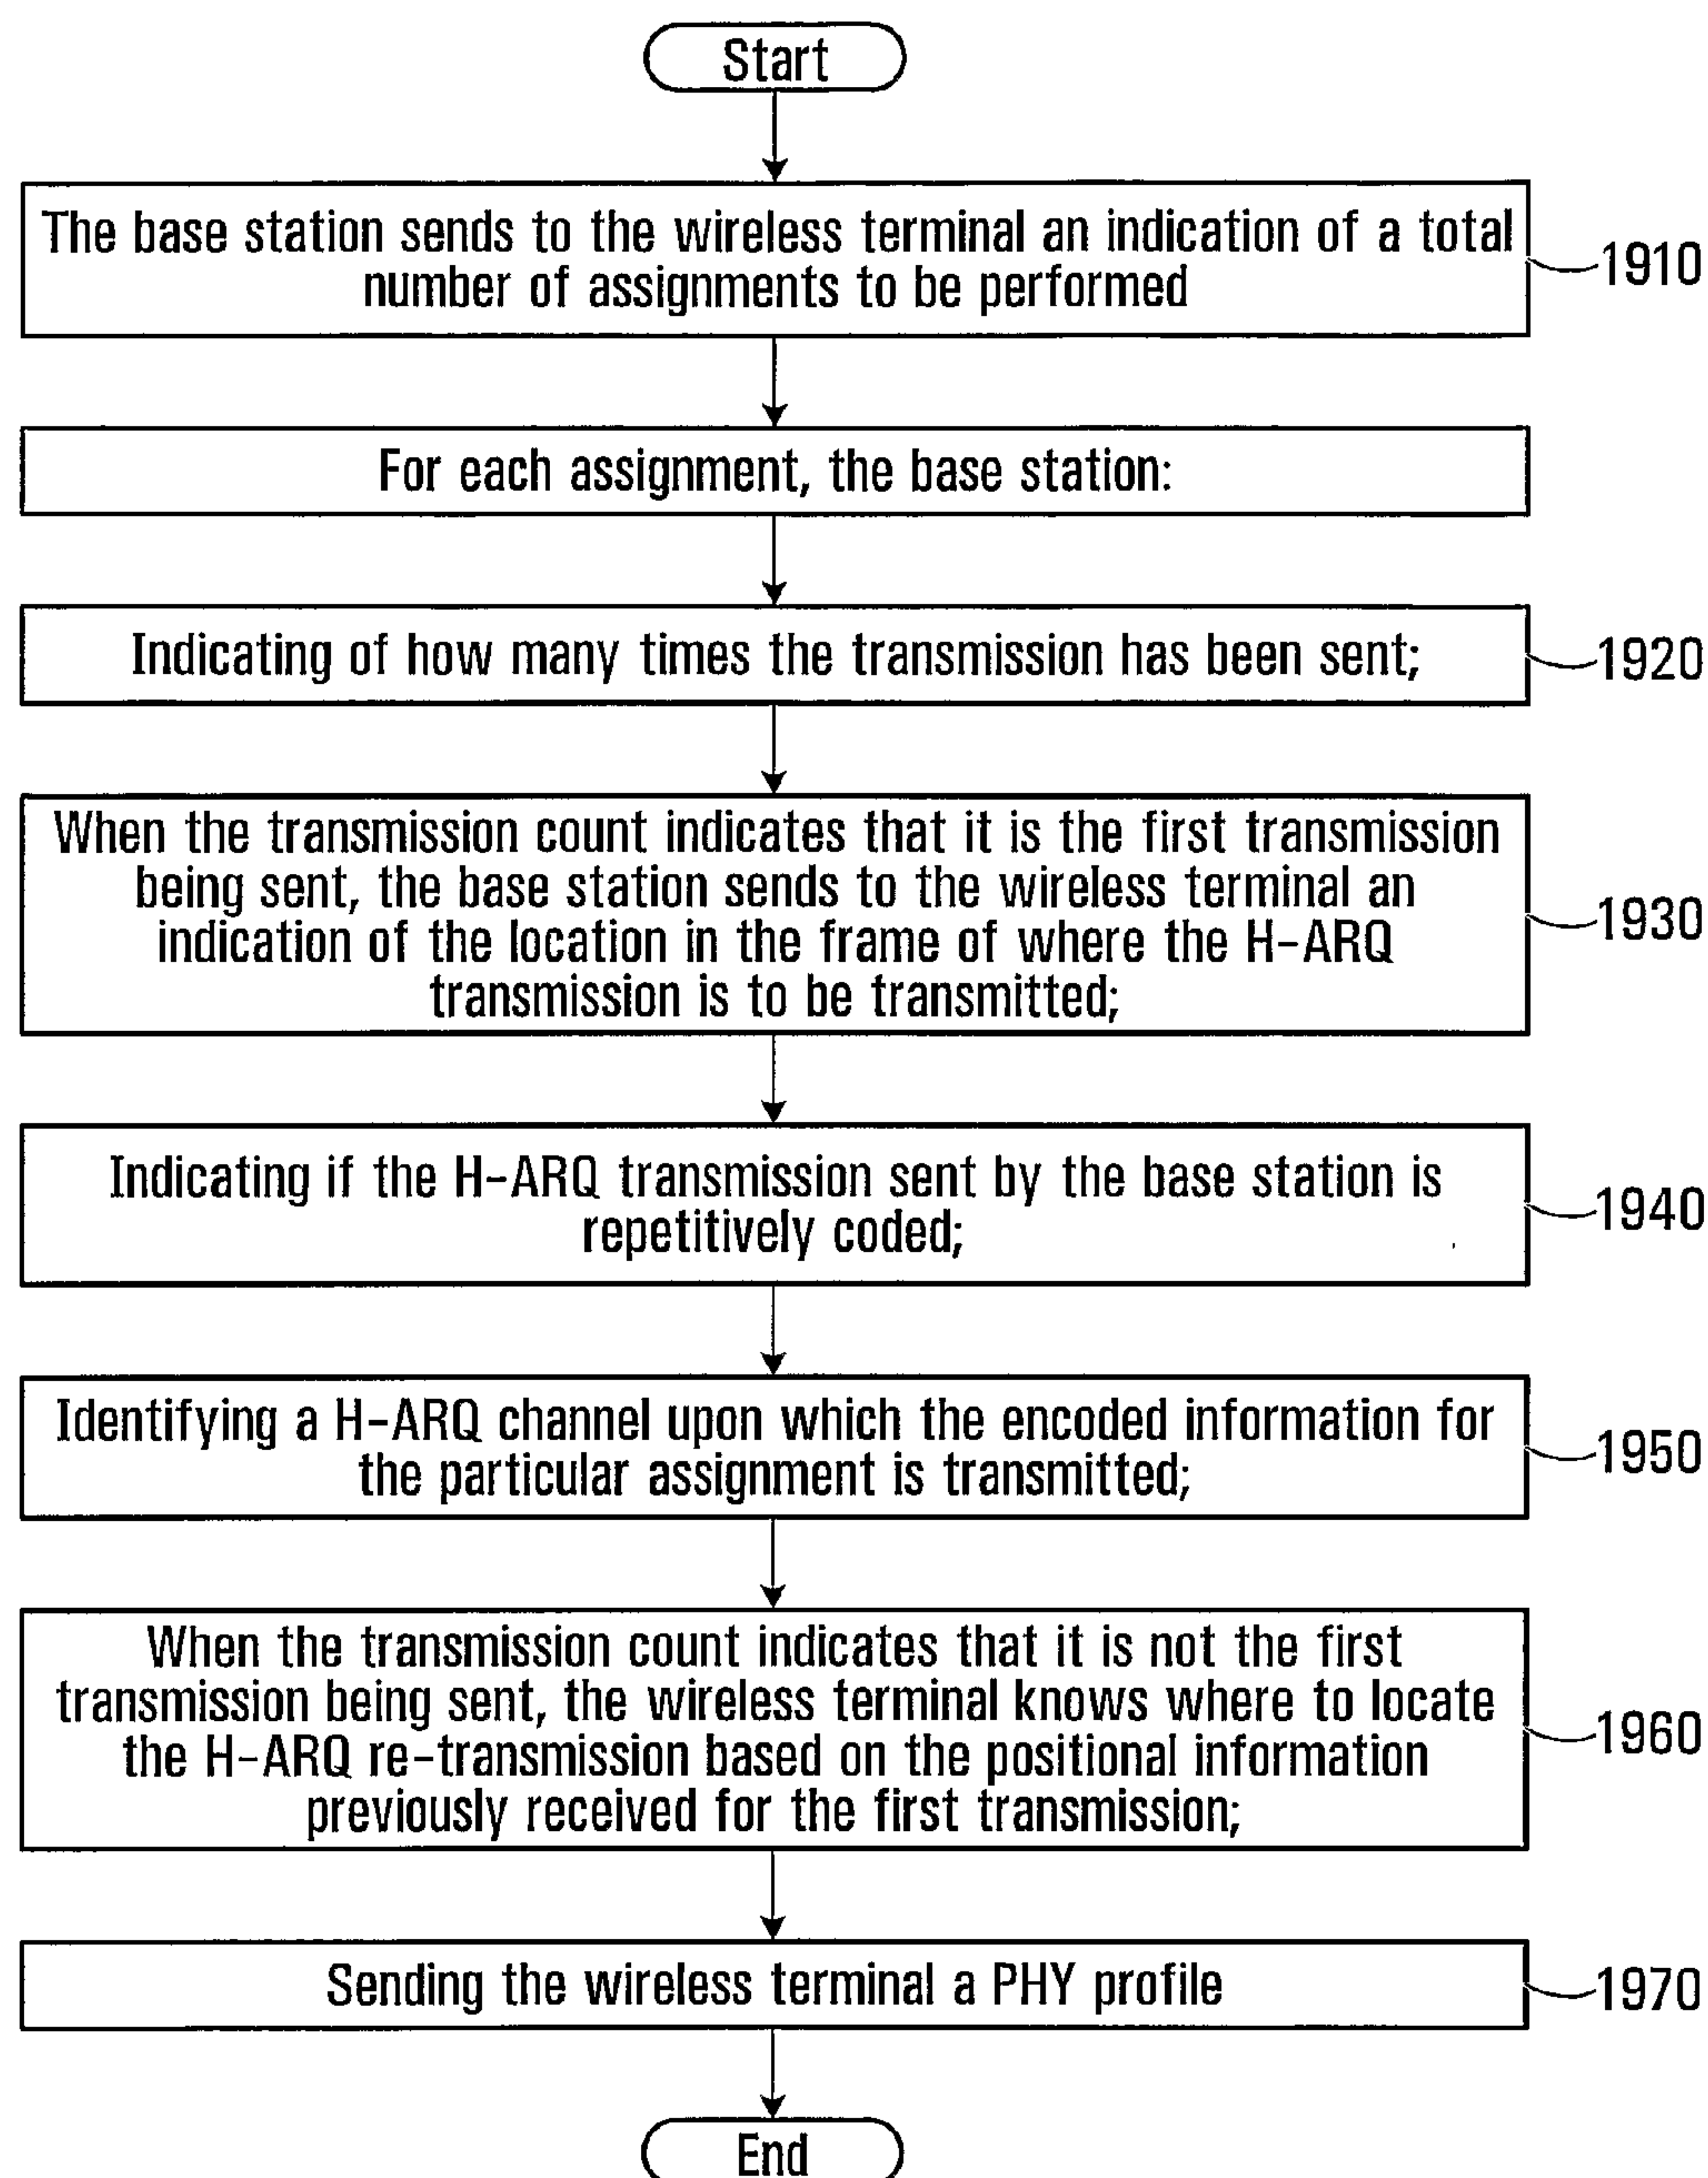 Start
The base station sends to the wireless terminal an indication of a total
number of assignments to be performed
1910
For each assignment, the base station:
Indicating of how many times the transmission has been sent;
1920
When the transmission count indicates that it is the first transmission
being sent, the base station sends to the wireless terminal an
indication of the location in the frame of where the H-ARQ
transmission is to be transmitted;
1930
Indicating if the H-ARQ transmission sent by the base station is
repetitively coded;
1940
Identifying a H-ARQ channel upon which the encoded information for
the particular assignment is transmitted;
1950
When the transmission count indicates that it is not the first
transmission being sent, the wireless terminal knows where to locate
the H-ARQ re-transmission based on the positional information
previously received for the first transmission;
1960
Sending the wireless terminal a PHY profile
1970
End